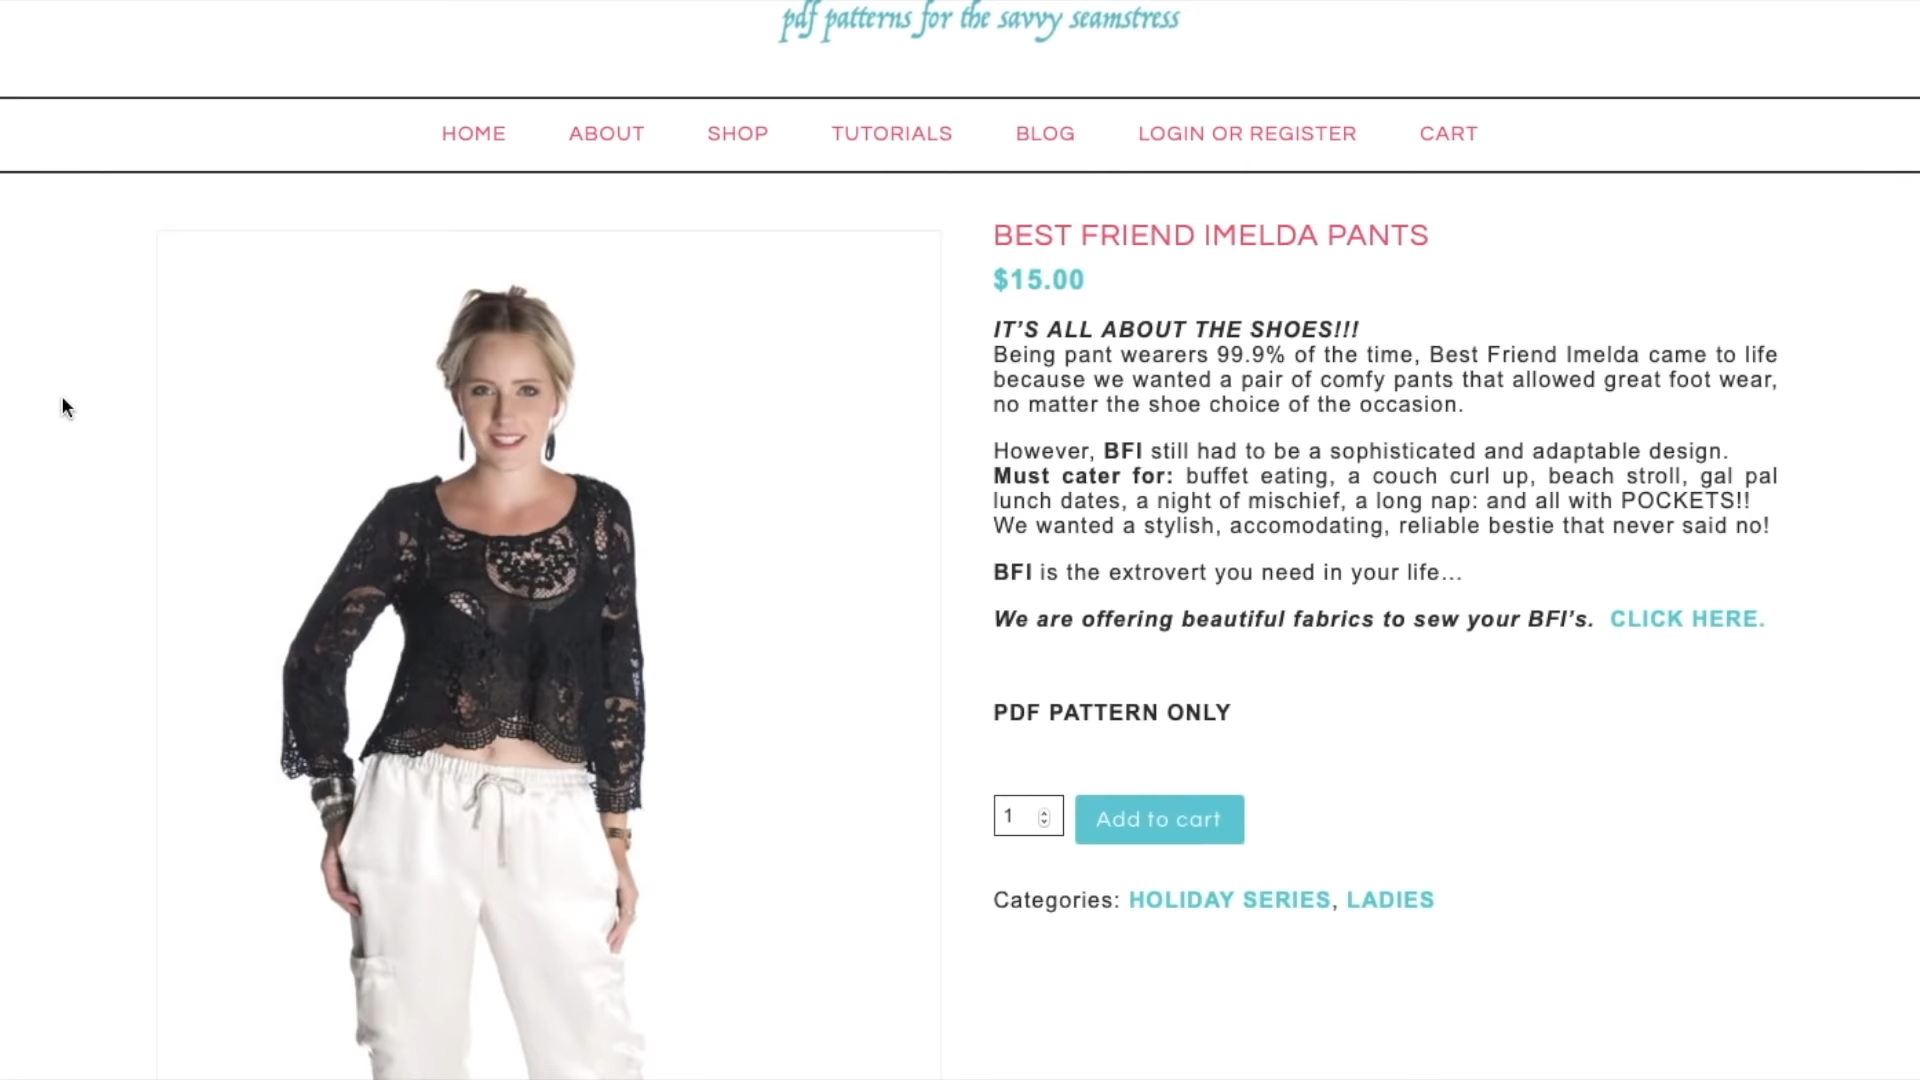 pdf patterns for the savvy seamstress
HOME ABOUT SHOP TUTORIALS BLOG LOGIN OR REGISTER CART
BEST FRIEND IMELDA PANTS
$15.00
IT’S ALL ABOUT THE SHOES!!!
Being pant wearers 99.9% of the time, Best Friend Imelda came to life
because we wanted a pair of comfy pants that allowed great foot wear,
no matter the shoe choice of the occasion.
However, BFI still had to be a sophisticated and adaptable design.
Must cater for: buffet eating, a couch curl up, beach stroll, gal pal
lunch dates, a night of mischief, a long nap: and all with POCKETS!!
We wanted a stylish, accomodating, reliable bestie that never said no!
BFI is the extrovert you need in your life…
We are offering beautiful fabrics to sew your BFI’s. CLICK HERE.
PDF PATTERN ONLY
1 Add to cart
Categories: HOLIDAY SERIES, LADIES